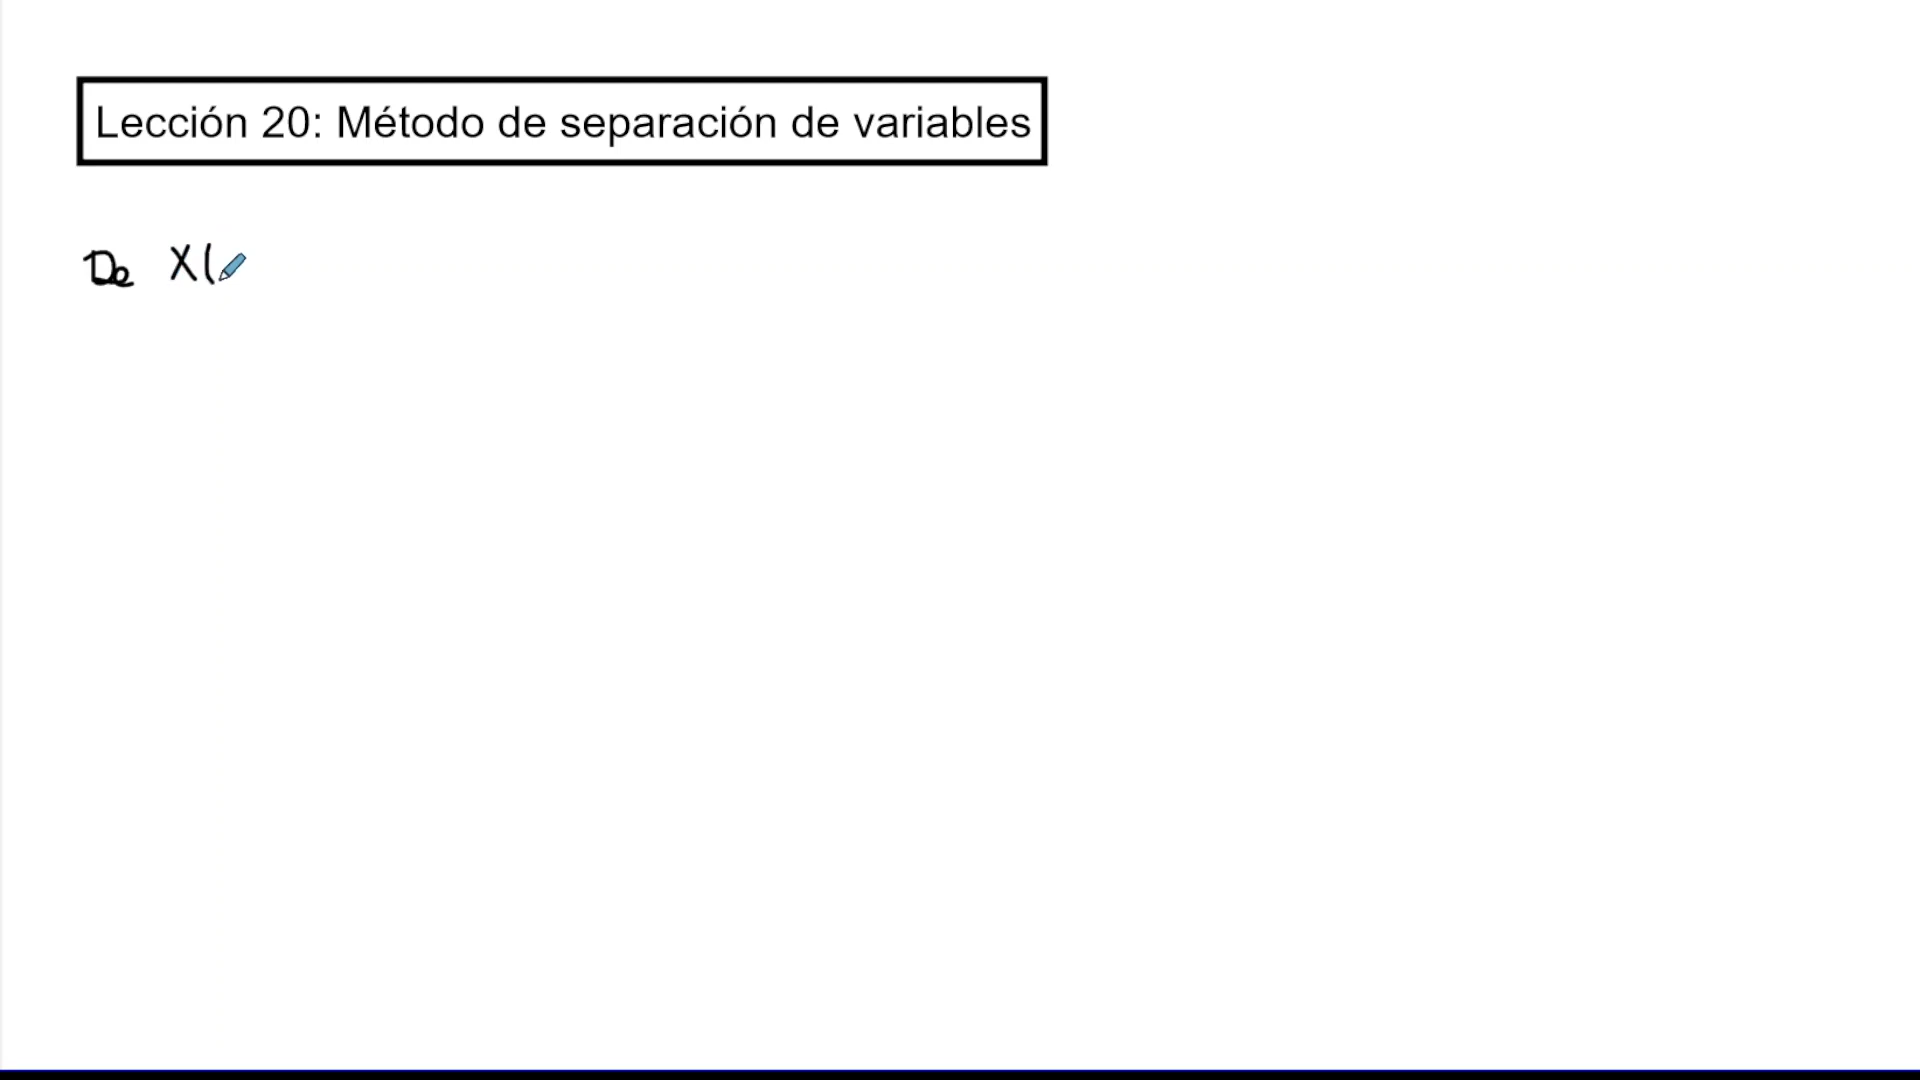 Lección 20: Método de separación de variables
De X(